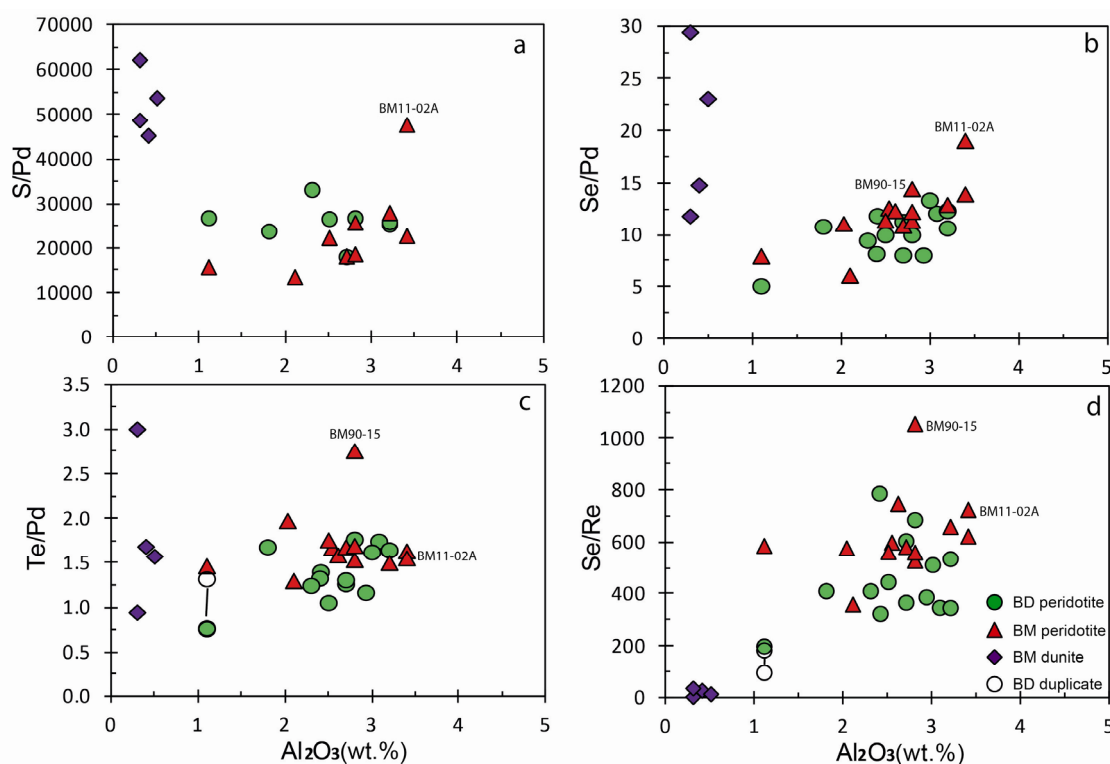 a
70000
60000
50000
40000
30000
20000
10000
0
S/Pd
BM11-02A
0 1 2 3 4 5
b
30
25
20
15
10
5
0
Se/Pd
BM11-02A
BM90-15
0 1 2 3 4 5
c
3.5
3.0
2.5
2.0
1.5
1.0
0.5
0.0
Te/Pd
BM90-15
BM11-02A
0 1 2 3 4 5
Al₂O₃(wt.%)
d
1200
1000
800
600
400
200
0
Se/Re
BM90-15
BM11-02A
BD peridotite
BM peridotite
BM dunite
BD duplicate
0 1 2 3 4 5
Al₂O₃(wt.%)